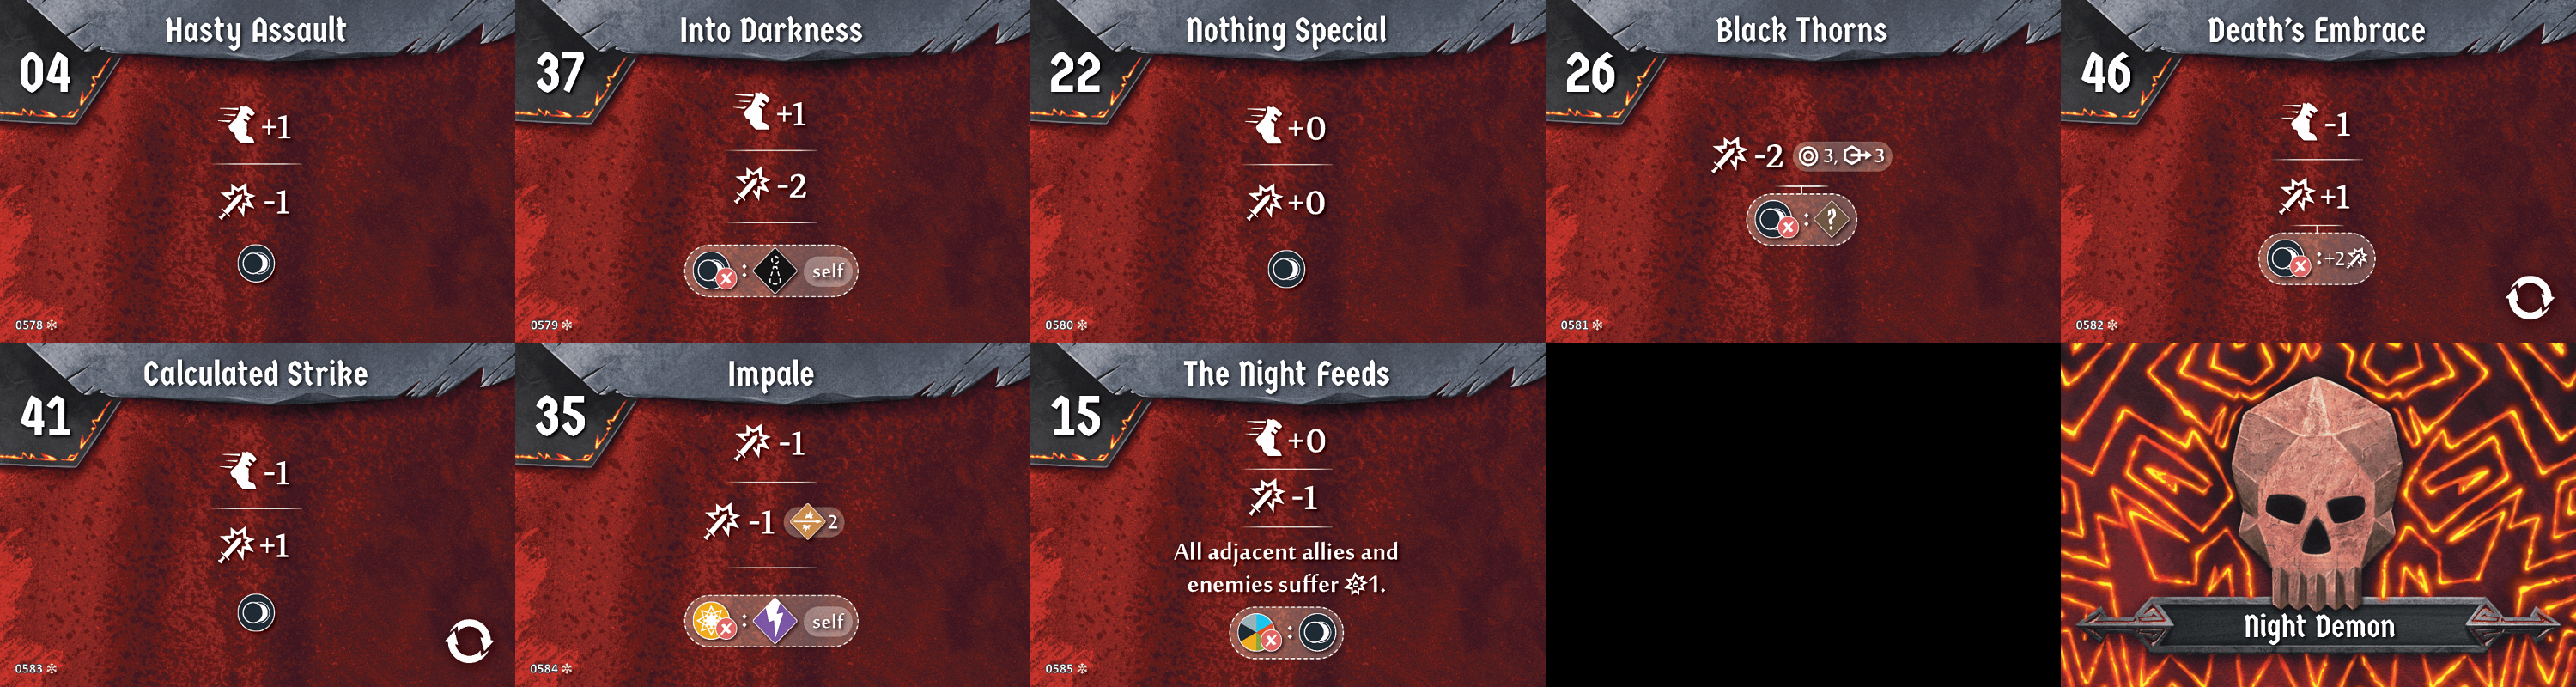 Hasty Assault
04
+1
-1
0578
Into Darkness
37
+1
-2
: self
0579
Nothing Special
22
+0
+0
0580
Black Thorns
26
-2 3, 3
: ?
0581
Death's Embrace
46
-1
+1
: +2
0582
Calculated Strike
41
-1
+1
0583
Impale
35
-1
-1 2
: self
0584
The Night Feeds
15
+0
-1
All adjacent allies and
enemies suffer 1.
:
0585
Night Demon